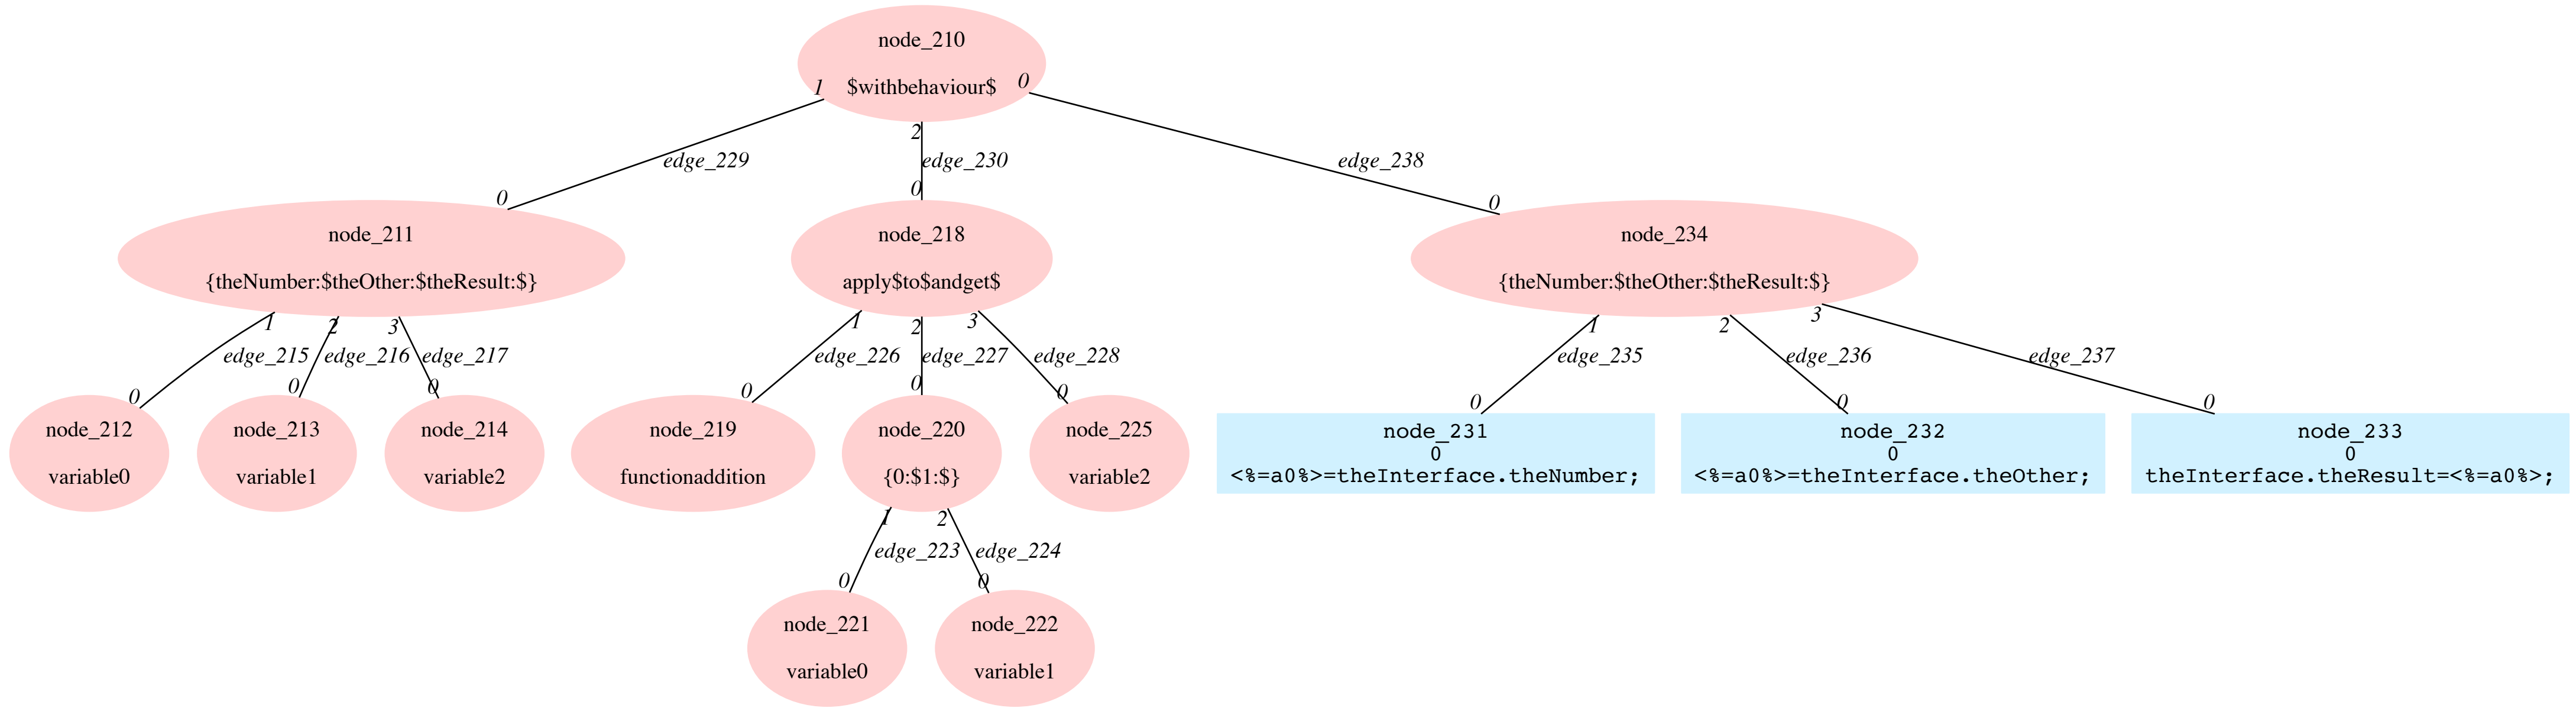 node_210
$withbehaviour$
1
0
2
edge_229
edge_230
edge_238
0
0
0
node_211
{theNumber:$theOther:$theResult:$}
node_218
apply$to$andget$
node_234
{theNumber:$theOther:$theResult:$}
1
2
3
1
2
3
1
2
3
edge_215
edge_216
edge_217
edge_226
edge_227
edge_228
edge_235
edge_236
edge_237
0
0
0
0
0
0
0
0
0
node_212
variable0
node_213
variable1
node_214
variable2
node_219
functionaddition
node_220
{0:$1:$}
node_225
variable2
node_231
0
<%=a0%>=theInterface.theNumber;
node_232
0
<%=a0%>=theInterface.theOther;
node_233
0
theInterface.theResult=<%=a0%>;
1
2
edge_223
edge_224
0
0
node_221
variable0
node_222
variable1